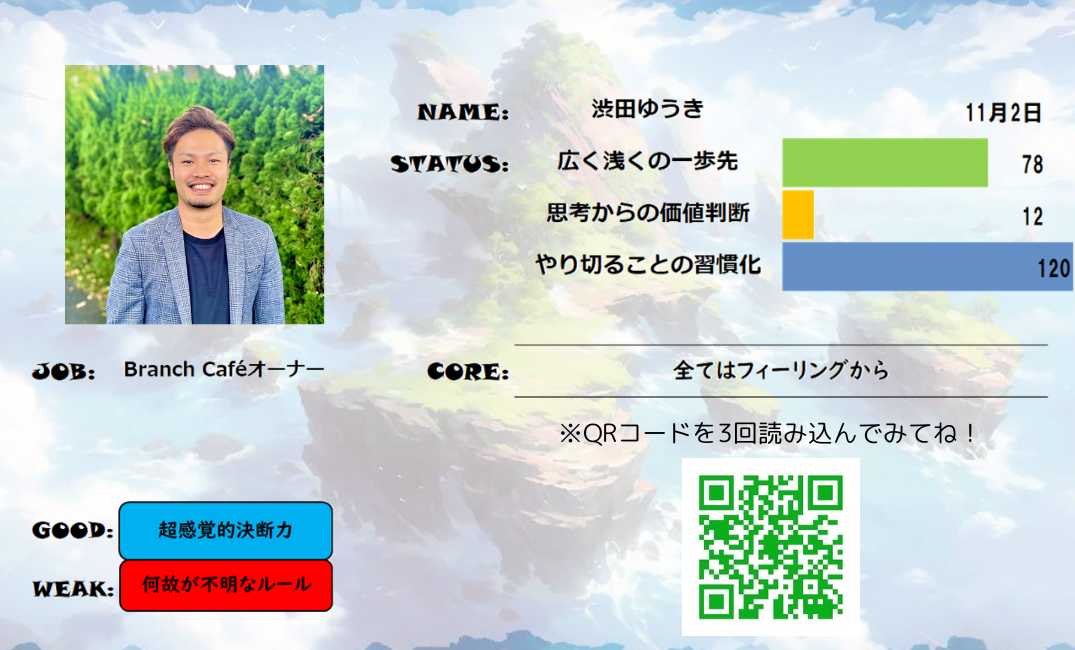 NAME: 渋田ゆうき 11月2日
STATUS: 広く浅くの一歩先 78
思考からの価値判断 12
やり切ることの習慣化 120
JOB: Branch Caféオーナー
CORE: 全てはフィーリングから
※QRコードを3回読み込んでみてね！
GOOD: 超感覚的決断力
WEAK: 何故が不明なルール